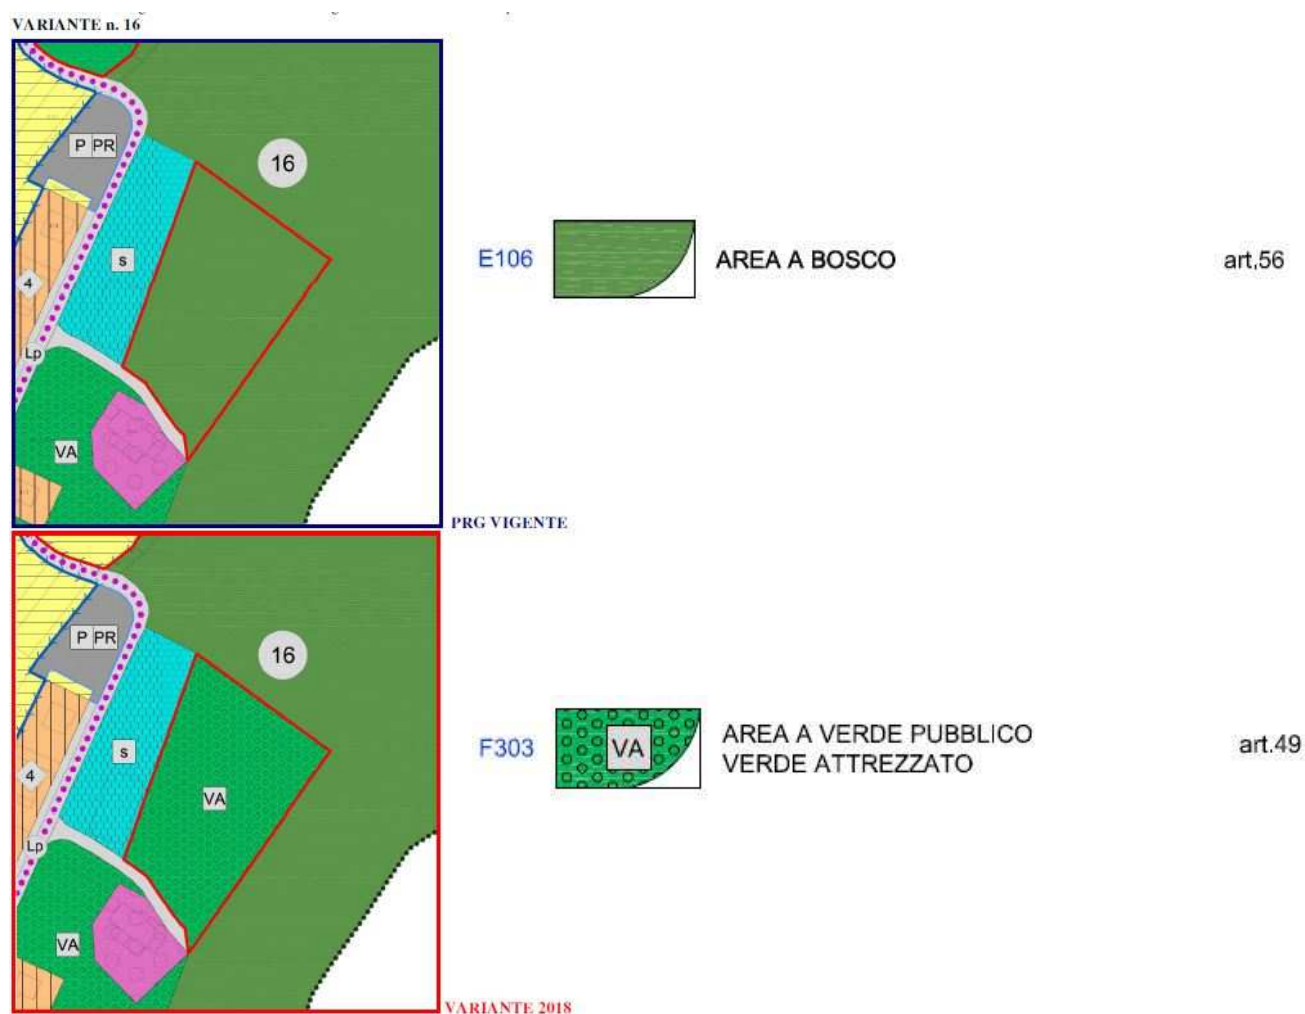 VARIANTE n. 16
P PR
16
S
4
Lp
VA
E106
AREA A BOSCO
art,56
PRG VIGENTE
P PR
16
S
VA
4
Lp
VA
F303
VA
AREA A VERDE PUBBLICO
VERDE ATTREZZATO
art.49
VARIANTE 2018